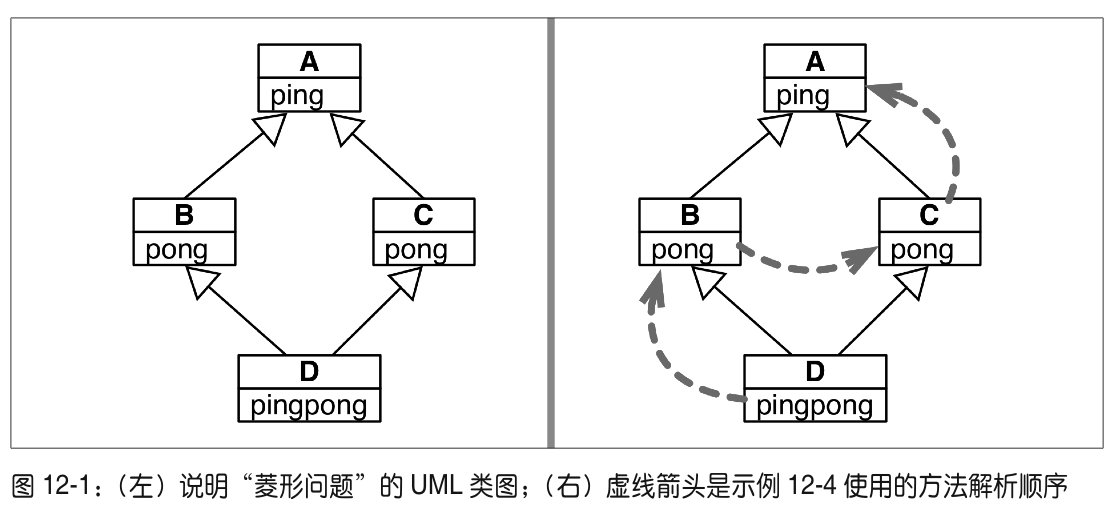 A
ping
B
pong
C
pong
D
pingpong
A
ping
B
pong
C
pong
D
pingpong
图 12-1：（左）说明“菱形问题”的 UML 类图；（右）虚线箭头是示例 12-4 使用的方法解析顺序